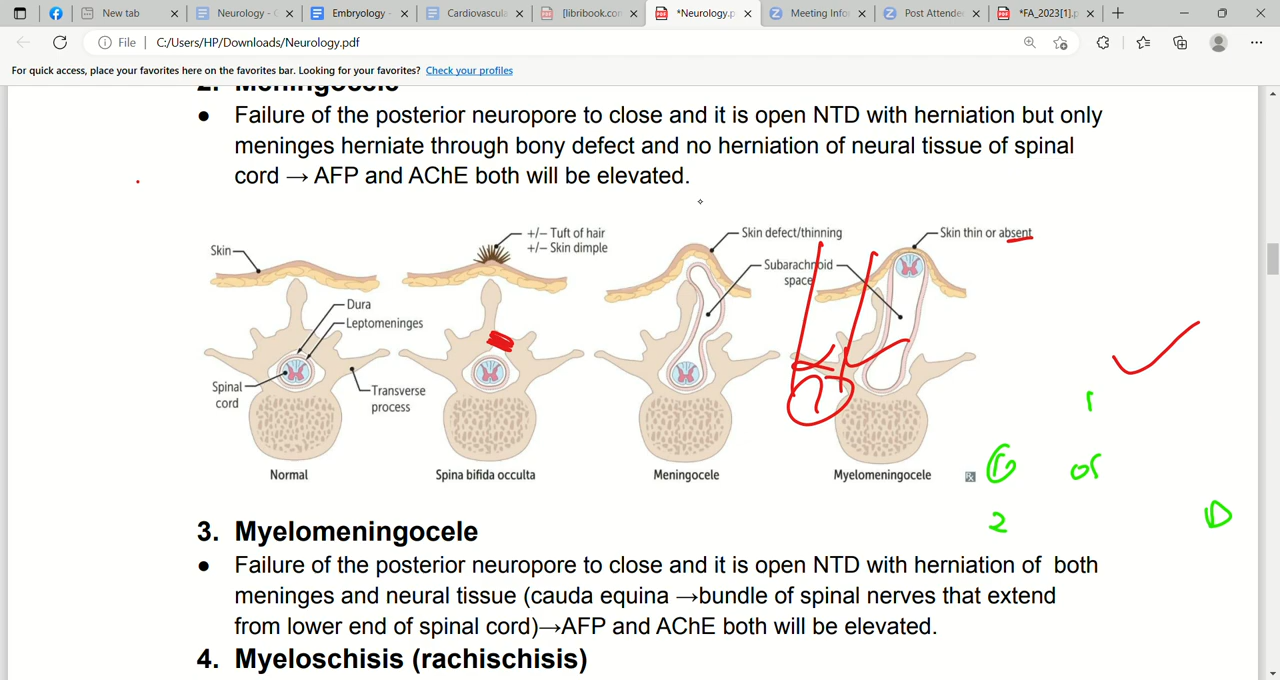 New tab
Neurology - G
Embryology -
Cardiovascula
[libribook.con
*Neurology.p
Meeting Info
Post Attende
*FA_2023[1].p
File C:/Users/HP/Downloads/Neurology.pdf
For quick access, place your favorites here on the favorites bar. Looking for your favorites? Check your profiles
2. Meningocele
● Failure of the posterior neuropore to close and it is open NTD with herniation but only
meninges herniate through bony defect and no herniation of neural tissue of spinal
cord → AFP and AChE both will be elevated.
Skin
+/− Tuft of hair
+/− Skin dimple
Skin defect/thinning
Skin thin or absent
Subarachnoid
space
Dura
Leptomeninges
Spinal
cord
Transverse
process
Normal
Spina bifida occulta
Meningocele
Myelomeningocele
or
2
D
3. Myelomeningocele
● Failure of the posterior neuropore to close and it is open NTD with herniation of both
meninges and neural tissue (cauda equina →bundle of spinal nerves that extend
from lower end of spinal cord)→AFP and AChE both will be elevated.
4. Myeloschisis (rachischisis)